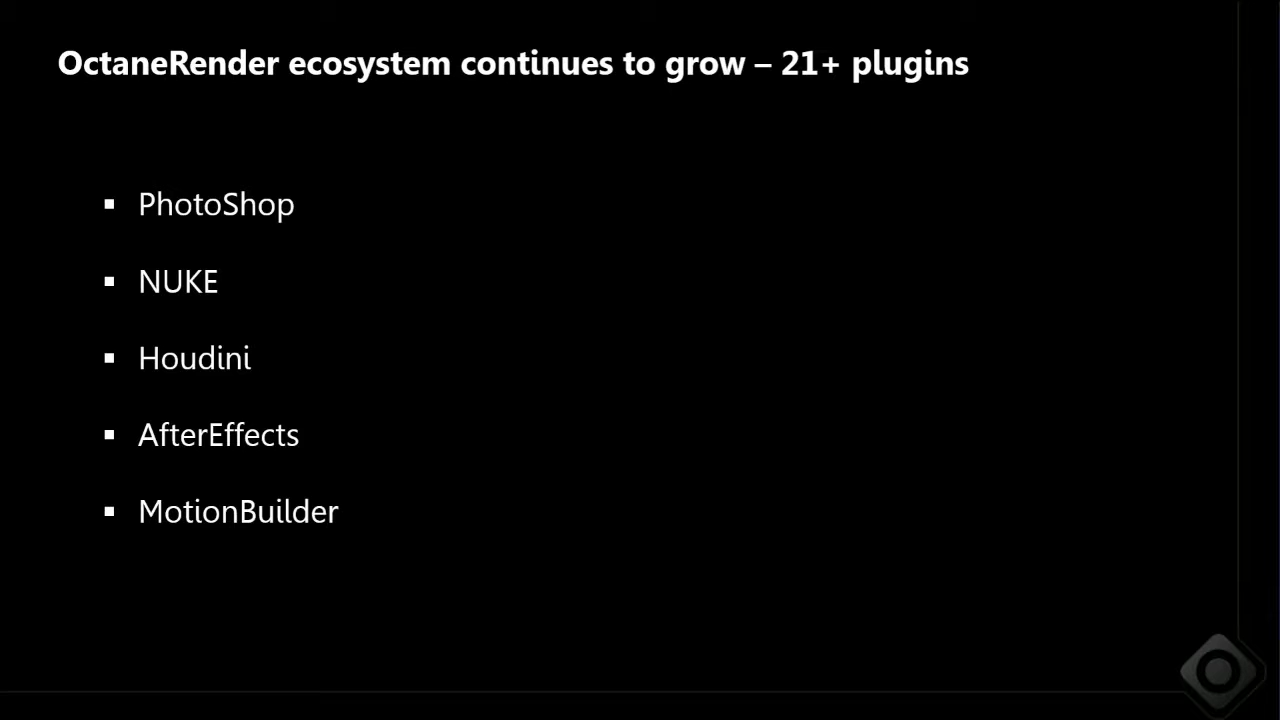 OctaneRender ecosystem continues to grow – 21+ plugins
▪ PhotoShop
▪ NUKE
▪ Houdini
▪ AfterEffects
▪ MotionBuilder